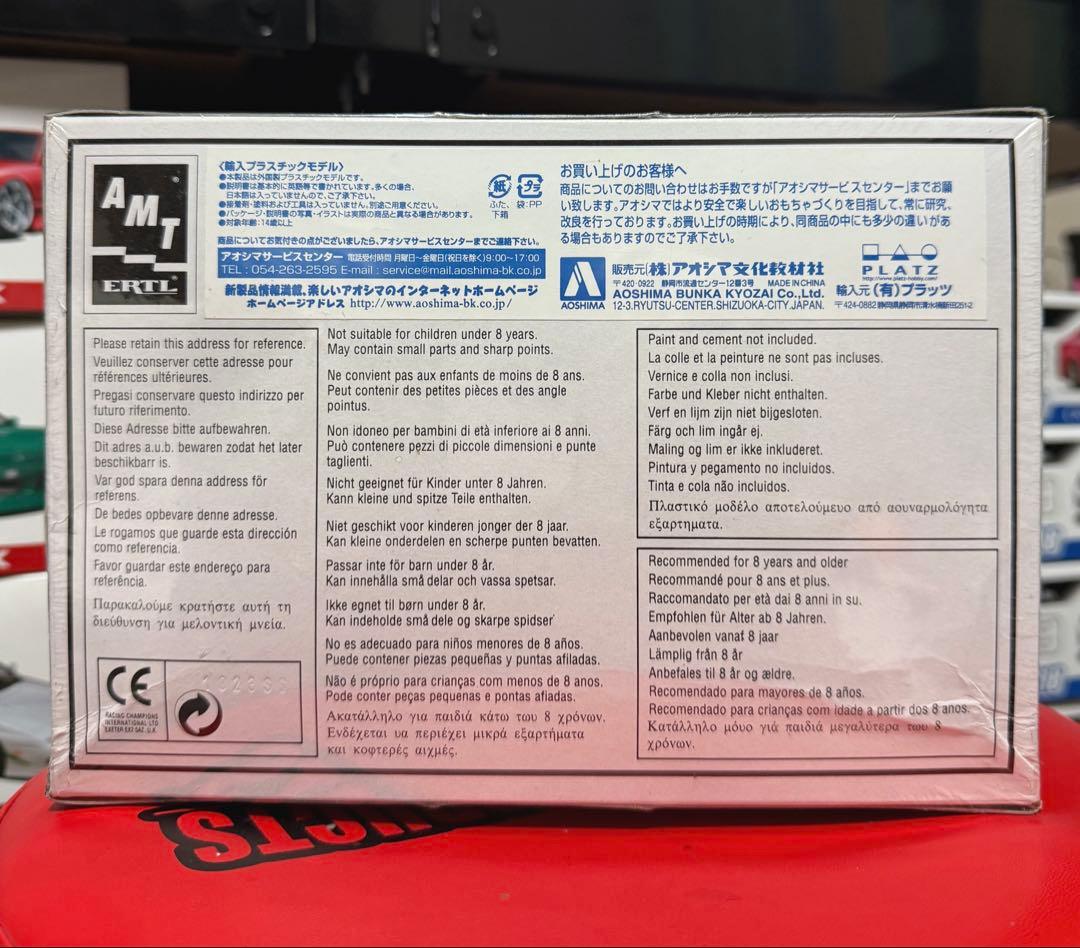 AMT
ERTL
〈輸入プラスチックモデル〉
●本製品は外国製プラスチックモデルです。
●説明書は基本的に英語等で書かれています。多くの場合、
日本語は入っていませんので、ご了承下さい。
●接着剤・塗料および工具は入っていません。別途ご用意ください。
●パッケージ・説明書の写真・イラストは実際の商品と異なる場合があります。
●対象年齢:14歳以上
紙
プラ
ふた、
下箱
袋:PP
商品についてお気付きの点がございましたら、アオシマサービスセンターまでご連絡下さい。
アオシマサービスセンター 電話受付時間 月曜日~金曜日(祝日を除く)9:00~17:00
TEL : 054-263-2595 E-mail : service@mail.aoshima-bk.co.jp
新製品情報満載、楽しいアオシマのインターネットホームページ
ホームページアドレス http://www.aoshima-bk.co.jp/
お買い上げのお客様へ
商品についてのお問い合わせはお手数ですが「アオシマサービスセンター」までお願
い致します。アオシマではより安全で楽しいおもちゃづくりを目指して、常に研究、
改良を行っております。お買い上げの時期により、同商品の中にも多少の違いがあ
る場合もありますのでご了承下さい。
AOSHIMA
販売元 (株)アオシマ文化教材社
〒420-0922 静岡市流通センター12番3号 MADE IN CHINA
AOSHIMA BUNKA KYOZAI Co.,Ltd.
12-3.RYUTSU-CENTER.SHIZUOKA-CITY.JAPAN.
PLATZ
http://www.platz-hobby.com/
輸入元 (有)プラッツ
〒424-0882
Please retain this address for reference.
Veuillez conserver cette adresse pour
références ultérieures.
Pregasi conservare questo indirizzo per
futuro riferimento.
Diese Adresse bitte aufbewahren.
Dit adres a.u.b. bewaren zodat het later
beschikbarr is.
Var god spara denna address för
referens.
De bedes opbevare denne adresse.
Le rogamos que guarde esta dirección
como referencia.
Favor guardar este endereço para
referência.
Παρακαλούμε κρατήστε αυτή τη
διεύθυνση για μελοντική μνεία.
CE
RACING CHAMPIONS
INTERNATIONAL LTD
EXETER EX2 U.K.
Not suitable for children under 8 years.
May contain small parts and sharp points.
Ne convient pas aux enfants de moins de 8 ans.
Peut contenir des petites pièces et des angle
pointus.
Non idoneo per bambini di età inferiore ai 8 anni.
Può contenere pezzi di piccole dimensioni e punte
taglienti.
Nicht geeignet für Kinder unter 8 Jahren.
Kann kleine und spitze Teile enthalten.
Niet geschikt voor kinderen jonger der 8 jaar.
Kan kleine onderdelen en scherpe punten bevatten.
Passar inte för barn under 8 år.
Kan innehålla små delar och vassa spetsar.
Ikke egnet til børn under 8 år.
Kan indeholde små dele og skarpe spidser
No es adecuado para niños menores de 8 años.
Puede contener piezas pequeñas y puntas afiladas.
Não é próprio para crianças com menos de 8 anos.
Pode conter peças pequenas e pontas afiadas.
Ακατάλληλο για παιδιά κάτω του 8 χρόνων.
Ενδέχεται υα περιέχει μικρά εξαρτήματα
και κοφτερές αιχμές.
Paint and cement not included.
La colle et la peinture ne sont pas incluses.
Vernice e colla non inclusi.
Farbe und Kleber nicht enthalten.
Verf en lijm zijn niet bijgesloten.
Färg och lim ingår ej.
Maling og lim er ikke inkluderet.
Pintura y pegamento no incluidos.
Tinta e cola não incluidos.
Πλαστικό μοδέλο αποτελούμευο από αουναρμολόγητα
εξαρτηματα.
Recommended for 8 years and older
Recommandé pour 8 ans et plus.
Raccomandato per età dai 8 anni in su.
Empfohlen für Alter ab 8 Jahren.
Aanbevolen vanaf 8 jaar
Lämplig från 8 år
Anbefales til 8 år og ældre.
Recomendado para mayores de 8 años.
Recomendado para crianças com idade a partir dos 8 anos.
Κατάλληλο μόυο γιά παιδιά μεγαλύτερα τωυ 8
χρόνων.